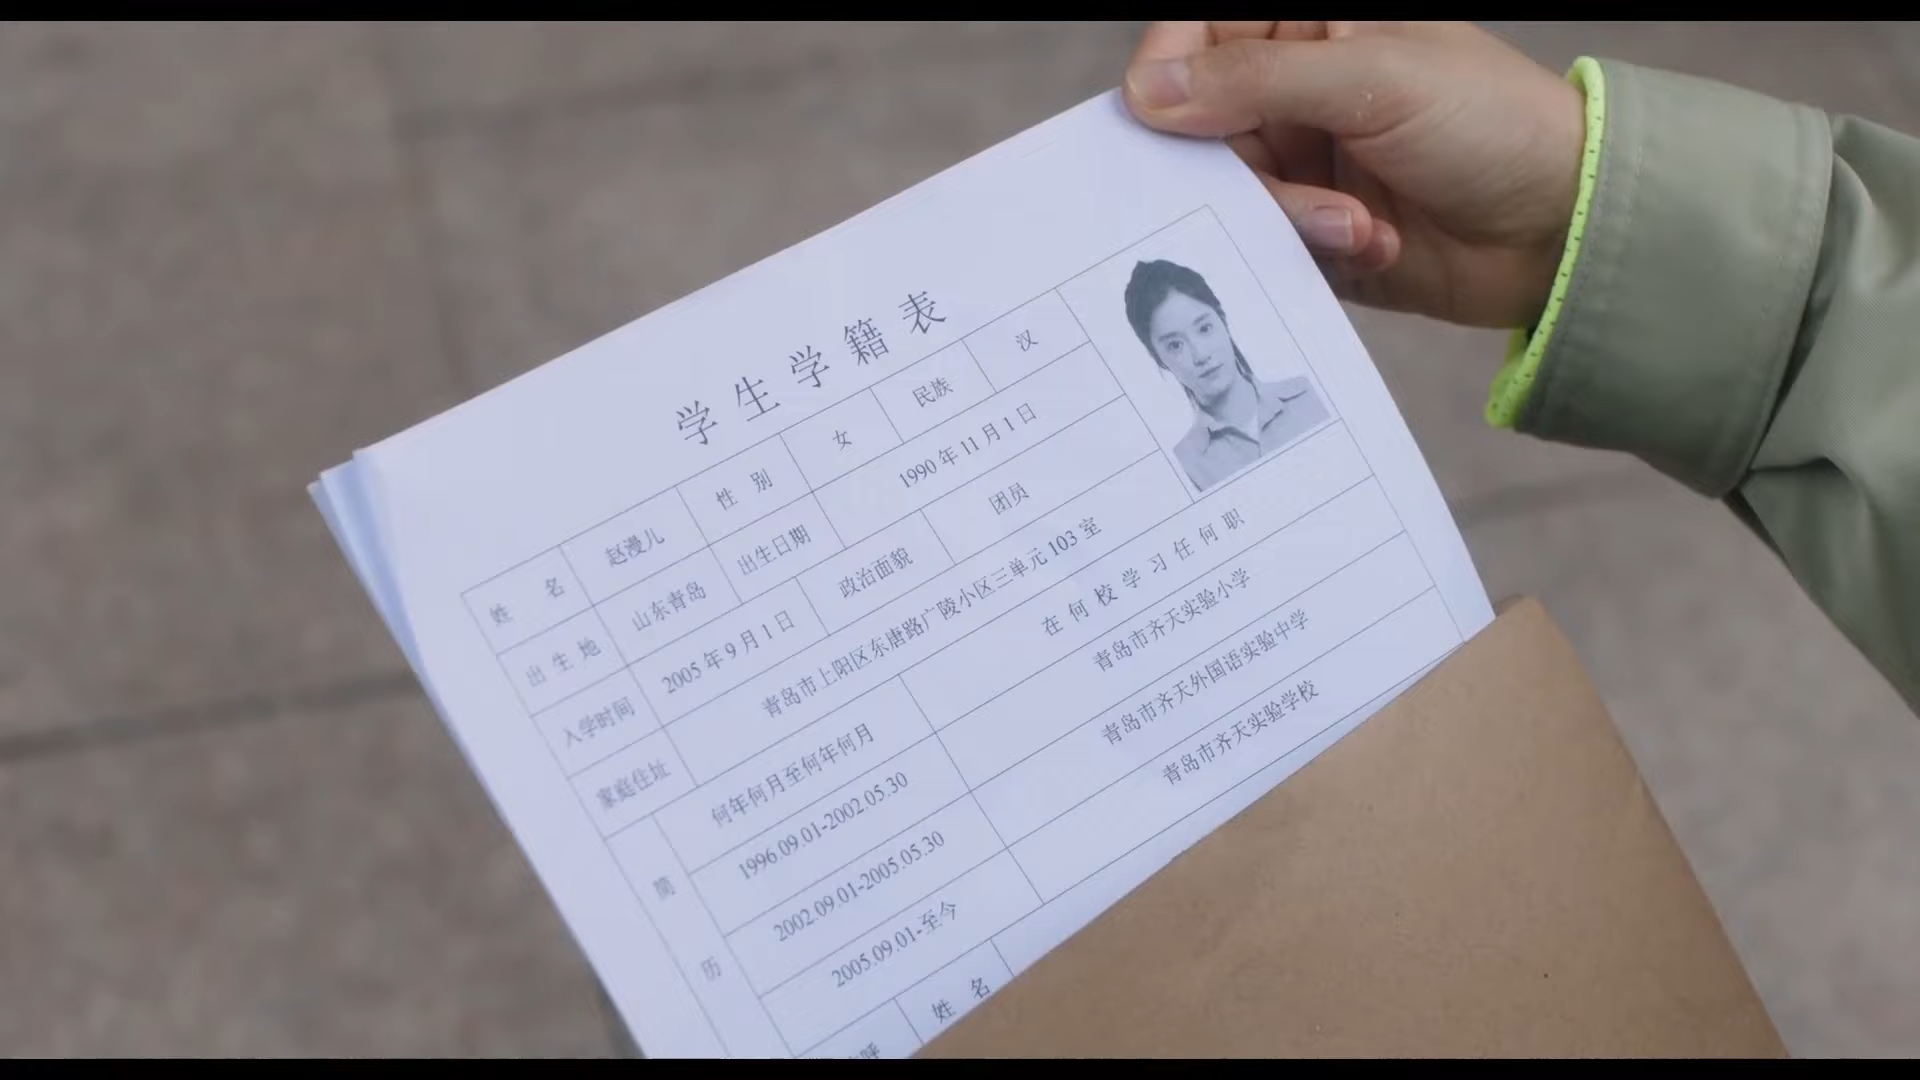 学生学籍表
姓名 赵漫儿 性别 女 民族 汉
出生地 山东青岛 出生日期 1990年11月1日
入学时间 2005年9月1日 政治面貌 团员
家庭住址 青岛市上阳区东唐路广陵小区三单元103室
简历 何年何月至何年何月 在何校学习任何职
1996.09.01-2002.05.30 青岛市齐天实验小学
2002.09.01-2005.05.30 青岛市齐天外国语实验中学
2005.09.01-至今 青岛市齐天实验学校
姓名